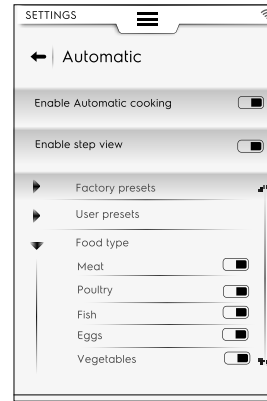 SETTINGS
Automatic
Enable Automatic cooking
Enable step view
Factory presets
User presets
Food type
Meat
Poultry
Fish
Eggs
Vegetables